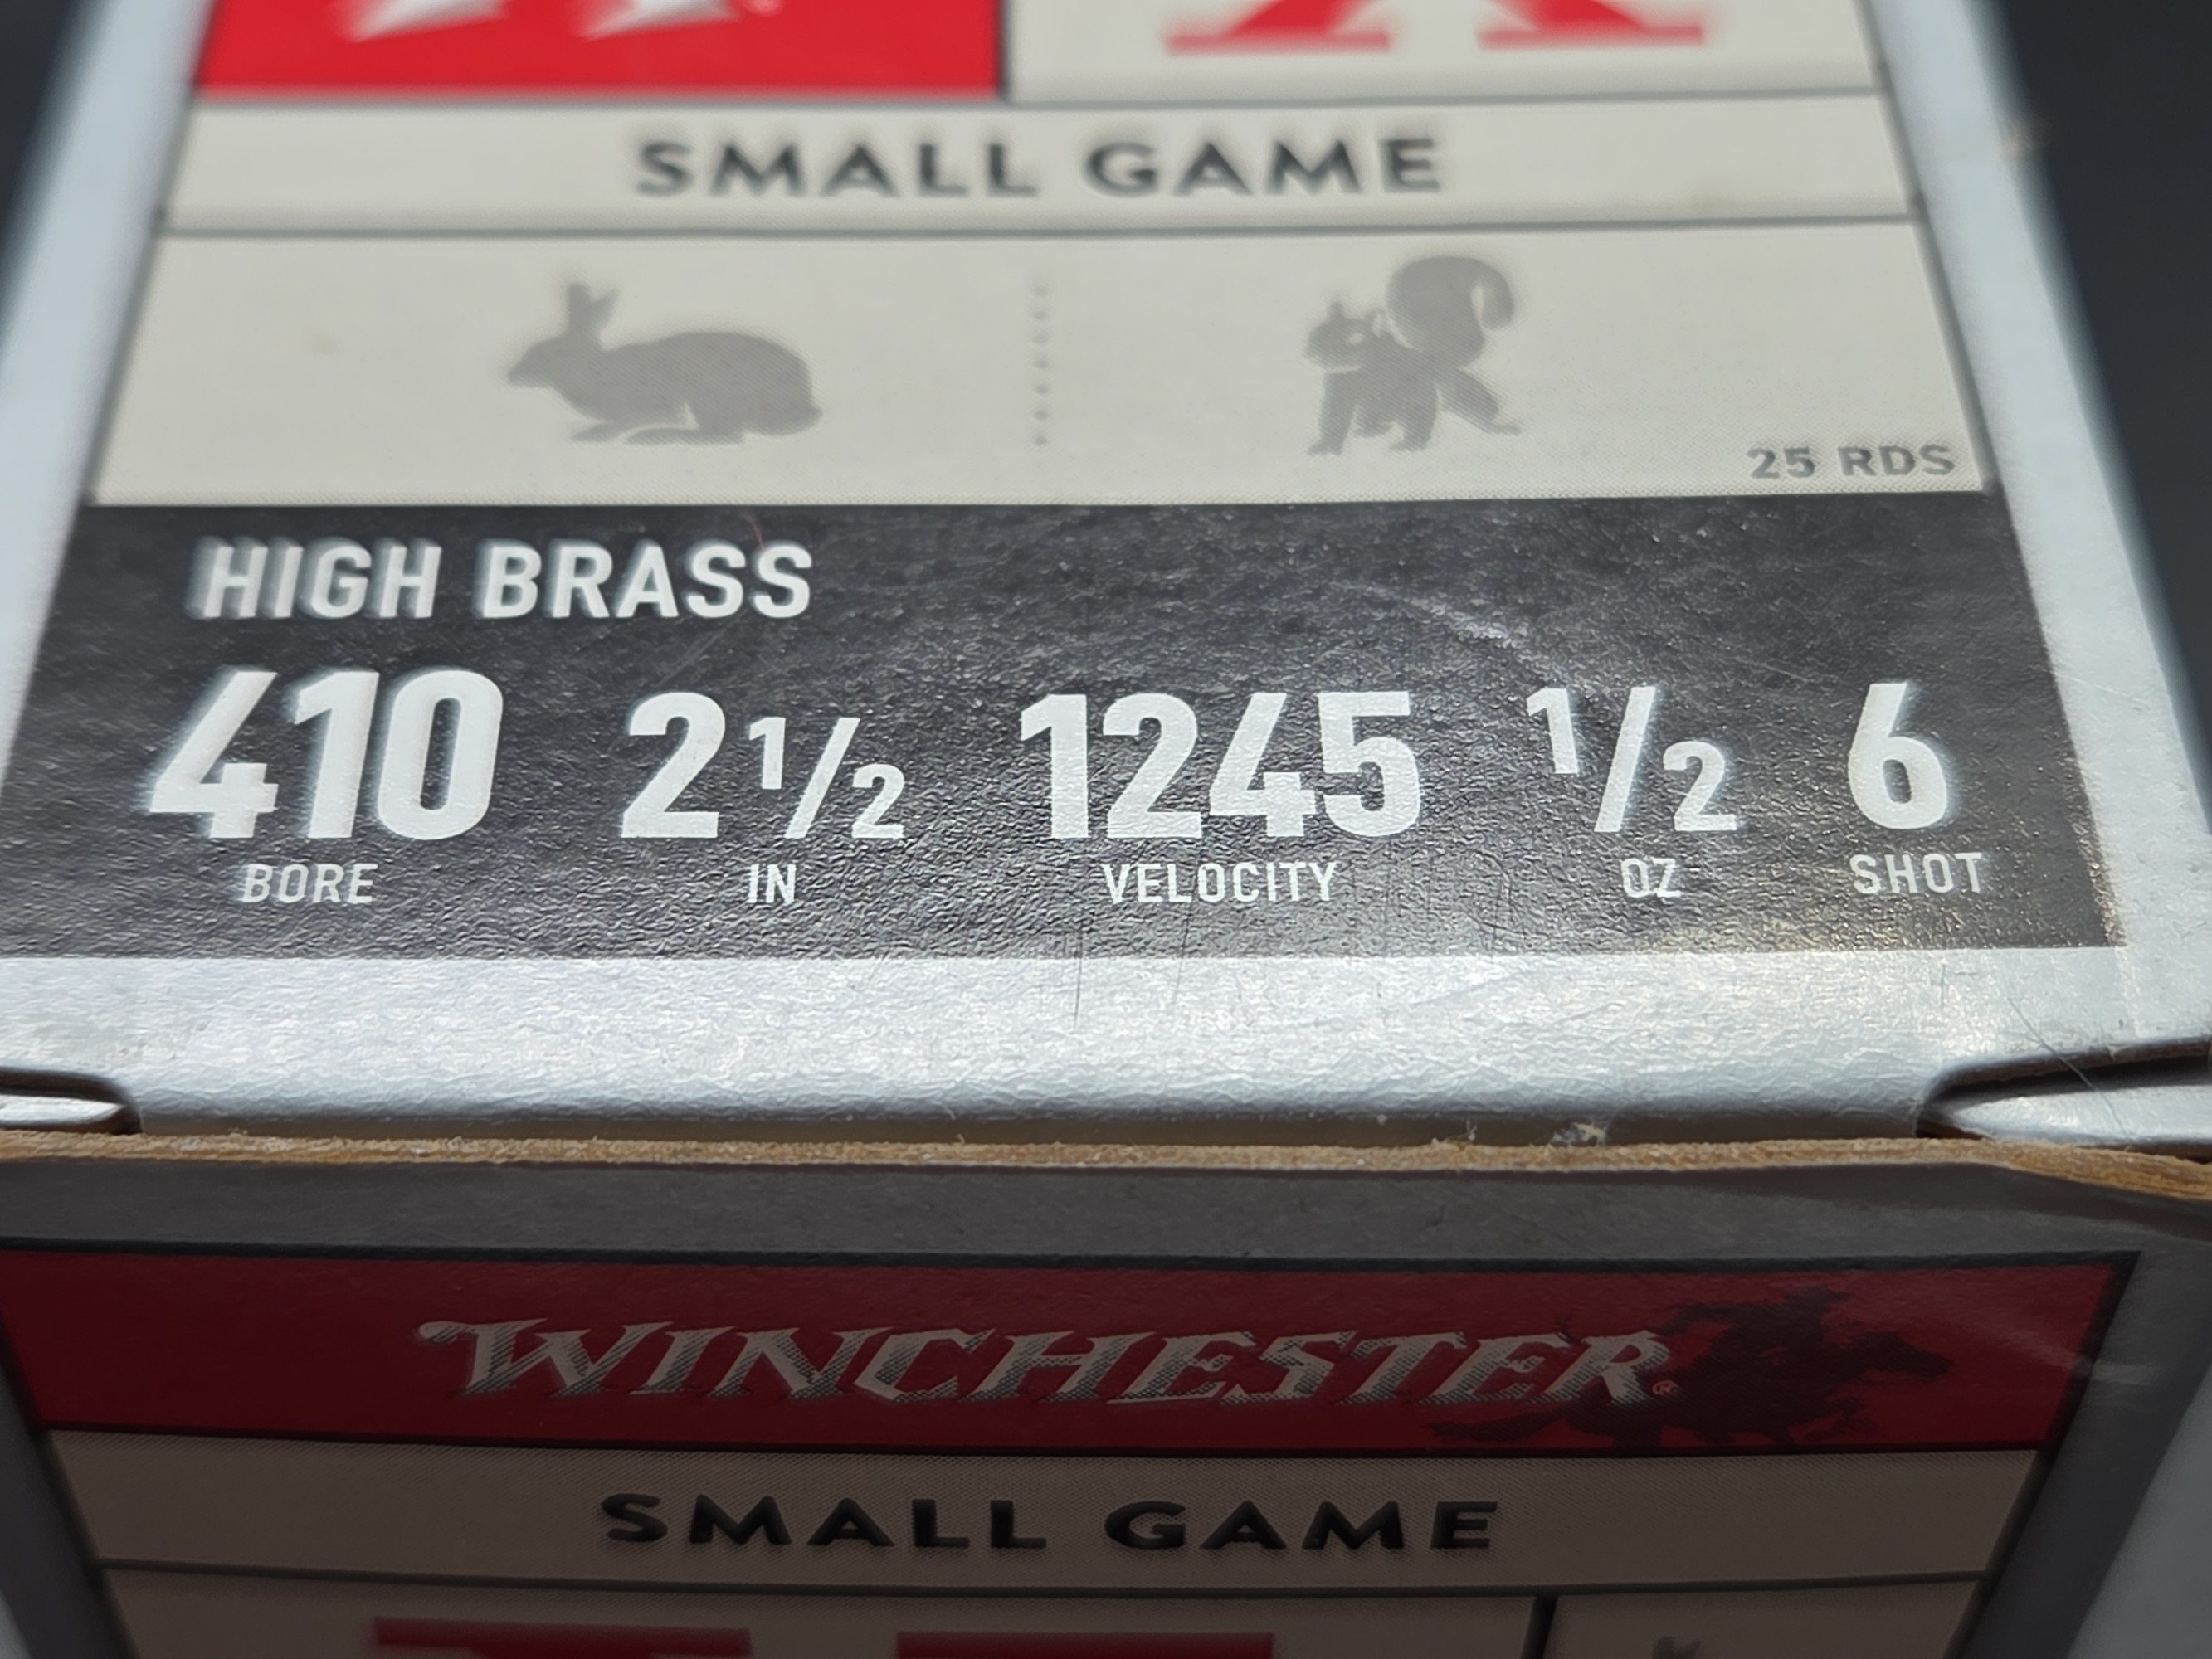 SMALL GAME
25 RDS
HIGH BRASS
410 2 1/2 1245 1/2 6
BORE IN VELOCITY OZ SHOT
WINCHESTER®
SMALL GAME